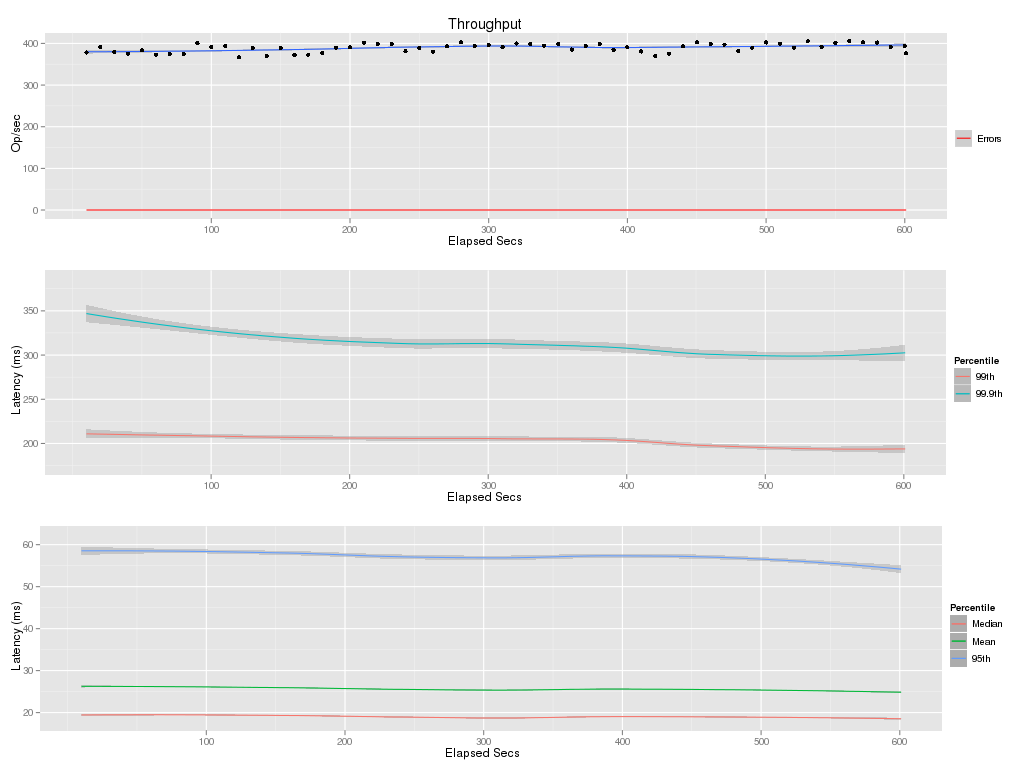 Throughput
400
300
200
100
0
Op/sec
100 200 300 400 500 600
Elapsed Secs
Errors
350
300
250
200
Latency (ms)
100 200 300 400 500 600
Elapsed Secs
Percentile
99th
99.9th
60
50
40
30
20
Latency (ms)
100 200 300 400 500 600
Elapsed Secs
Percentile
Median
Mean
95th